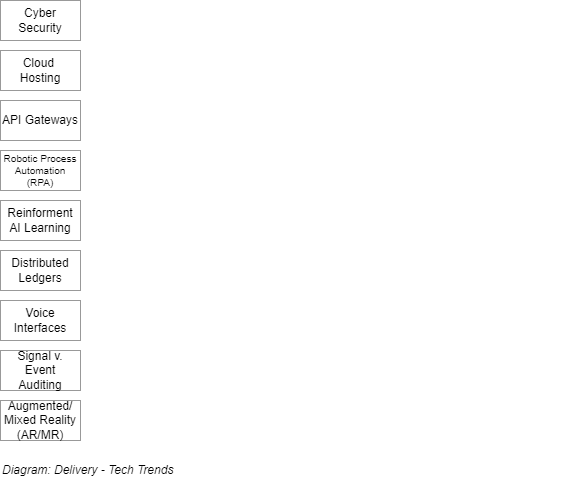 Cyber
Security
Cloud
Hosting
API Gateways
Robotic Process
Automation
(RPA)
Reinforment
AI Learning
Distributed
Ledgers
Voice
Interfaces
Signal v.
Event
Auditing
Augmented/
Mixed Reality
(AR/MR)
Diagram: Delivery - Tech Trends